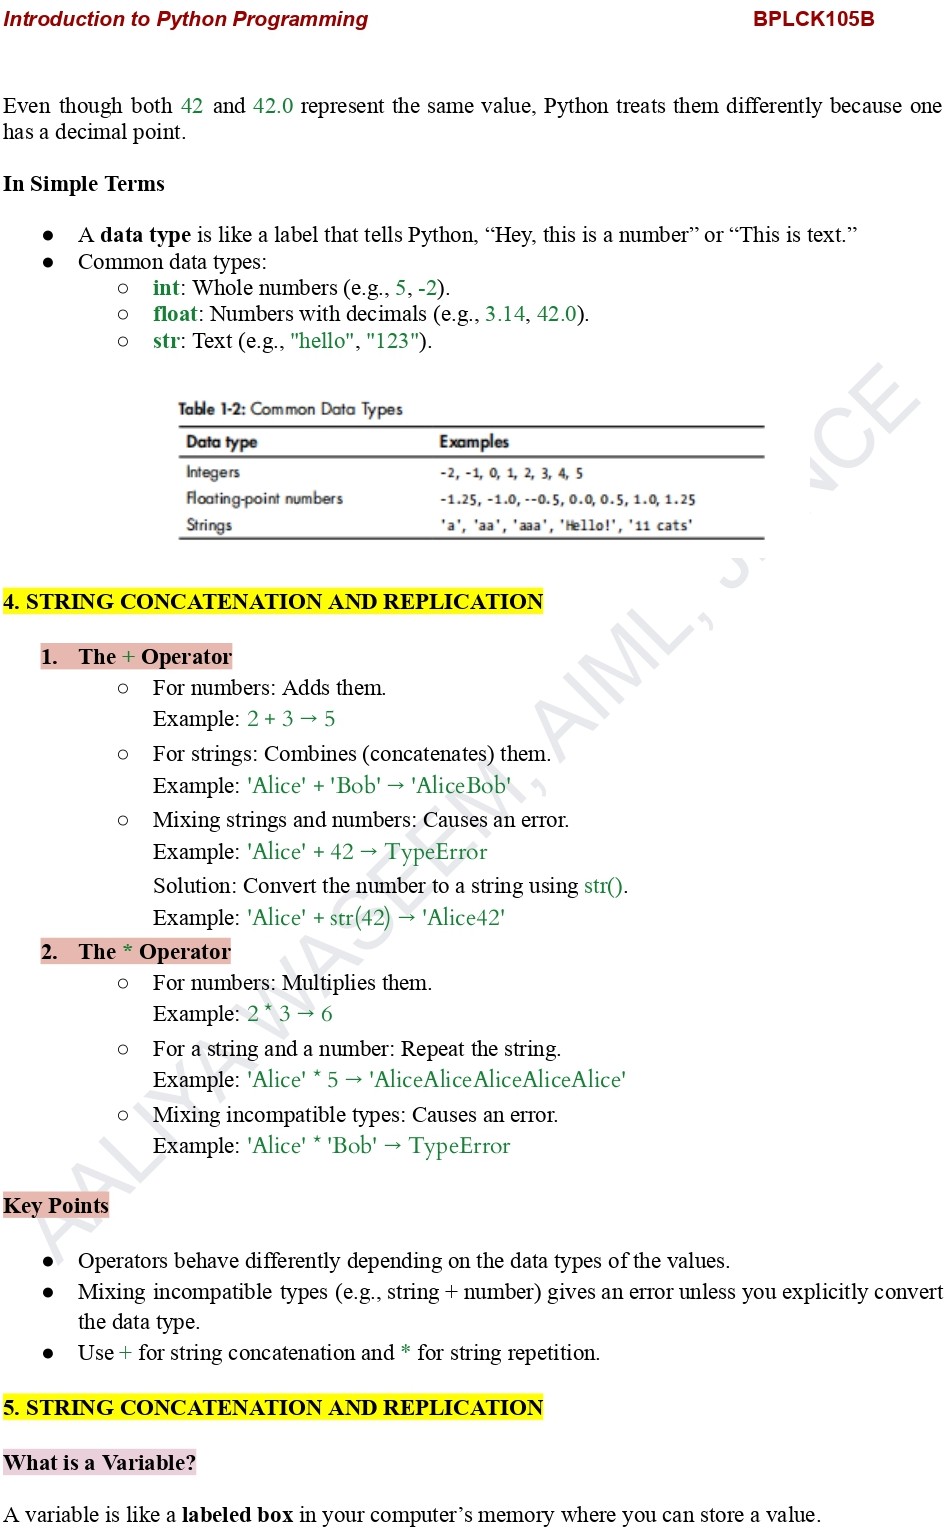 Introduction to Python Programming BPLCK105B
Even though both 42 and 42.0 represent the same value, Python treats them differently because one
has a decimal point.
In Simple Terms
● A data type is like a label that tells Python, “Hey, this is a number” or “This is text.”
● Common data types:
○ int: Whole numbers (e.g., 5, -2).
○ float: Numbers with decimals (e.g., 3.14, 42.0).
○ str: Text (e.g., "hello", "123").
Table 1-2: Common Data Types
Data type Examples
Integers -2, -1, 0, 1, 2, 3, 4, 5
Floating-point numbers -1.25, -1.0, --0.5, 0.0, 0.5, 1.0, 1.25
Strings 'a', 'aa', 'aaa', 'Hello!', '11 cats'
4. STRING CONCATENATION AND REPLICATION
1. The + Operator
○ For numbers: Adds them.
Example: 2 + 3 → 5
○ For strings: Combines (concatenates) them.
Example: 'Alice' + 'Bob' → 'AliceBob'
○ Mixing strings and numbers: Causes an error.
Example: 'Alice' + 42 → TypeError
Solution: Convert the number to a string using str().
Example: 'Alice' + str(42) → 'Alice42'
2. The * Operator
○ For numbers: Multiplies them.
Example: 2 * 3 → 6
○ For a string and a number: Repeat the string.
Example: 'Alice' * 5 → 'AliceAliceAliceAliceAlice'
○ Mixing incompatible types: Causes an error.
Example: 'Alice' * 'Bob' → TypeError
Key Points
● Operators behave differently depending on the data types of the values.
● Mixing incompatible types (e.g., string + number) gives an error unless you explicitly convert
the data type.
● Use + for string concatenation and * for string repetition.
5. STRING CONCATENATION AND REPLICATION
What is a Variable?
A variable is like a labeled box in your computer’s memory where you can store a value.
AALIYA WASEEM, AIML,